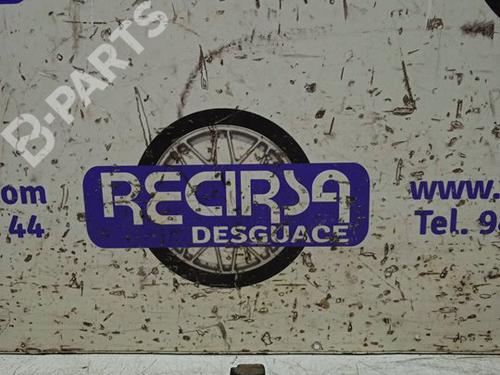 B-PARTS
RECIRSA
DESGUACE
om
44
www.
Tel. 9